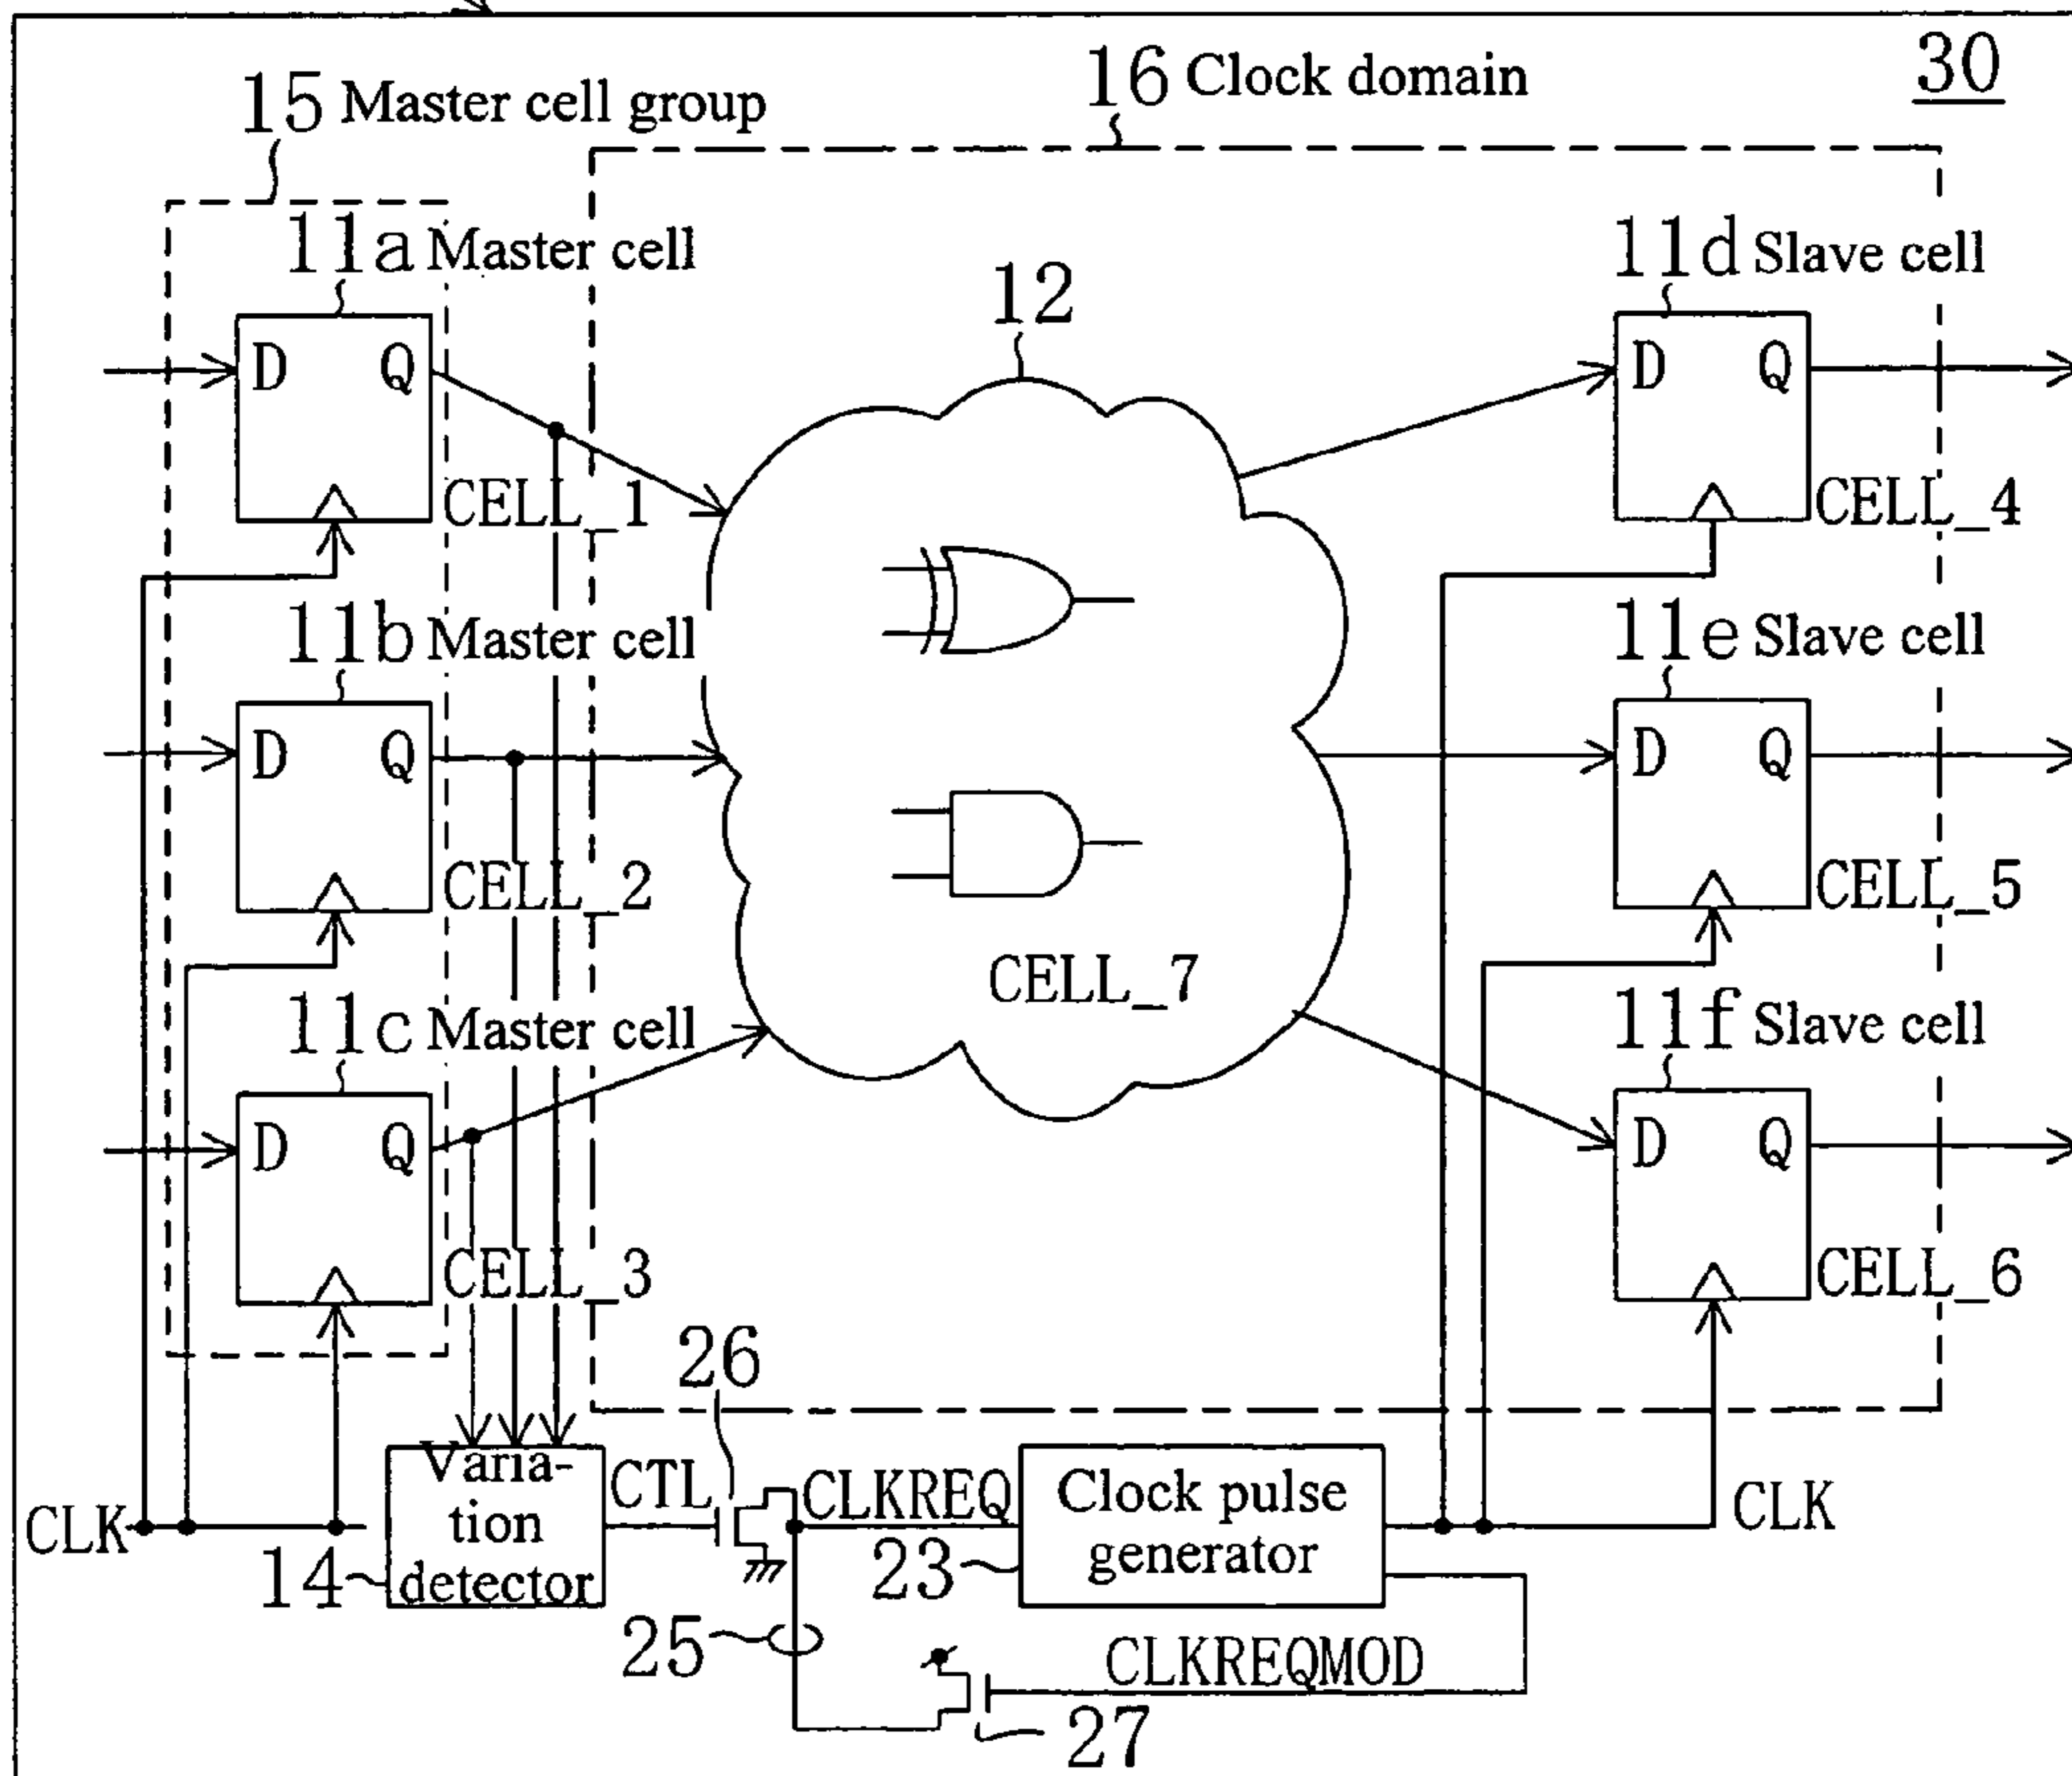 30
16 Clock domain
15 Master cell group
11a Master cell
11d Slave cell
12
D Q
D Q
CELL_1
CELL_4
11b Master cell
11e Slave cell
D Q
D Q
CELL_2
CELL_5
CELL_7
11c Master cell
11f Slave cell
D Q
D Q
CELL_3
CELL_6
26
CLK
14
Varia-
tion
detector
CTL
CLKREQ
23
Clock pulse
generator
CLK
25
CLKREQMOD
27